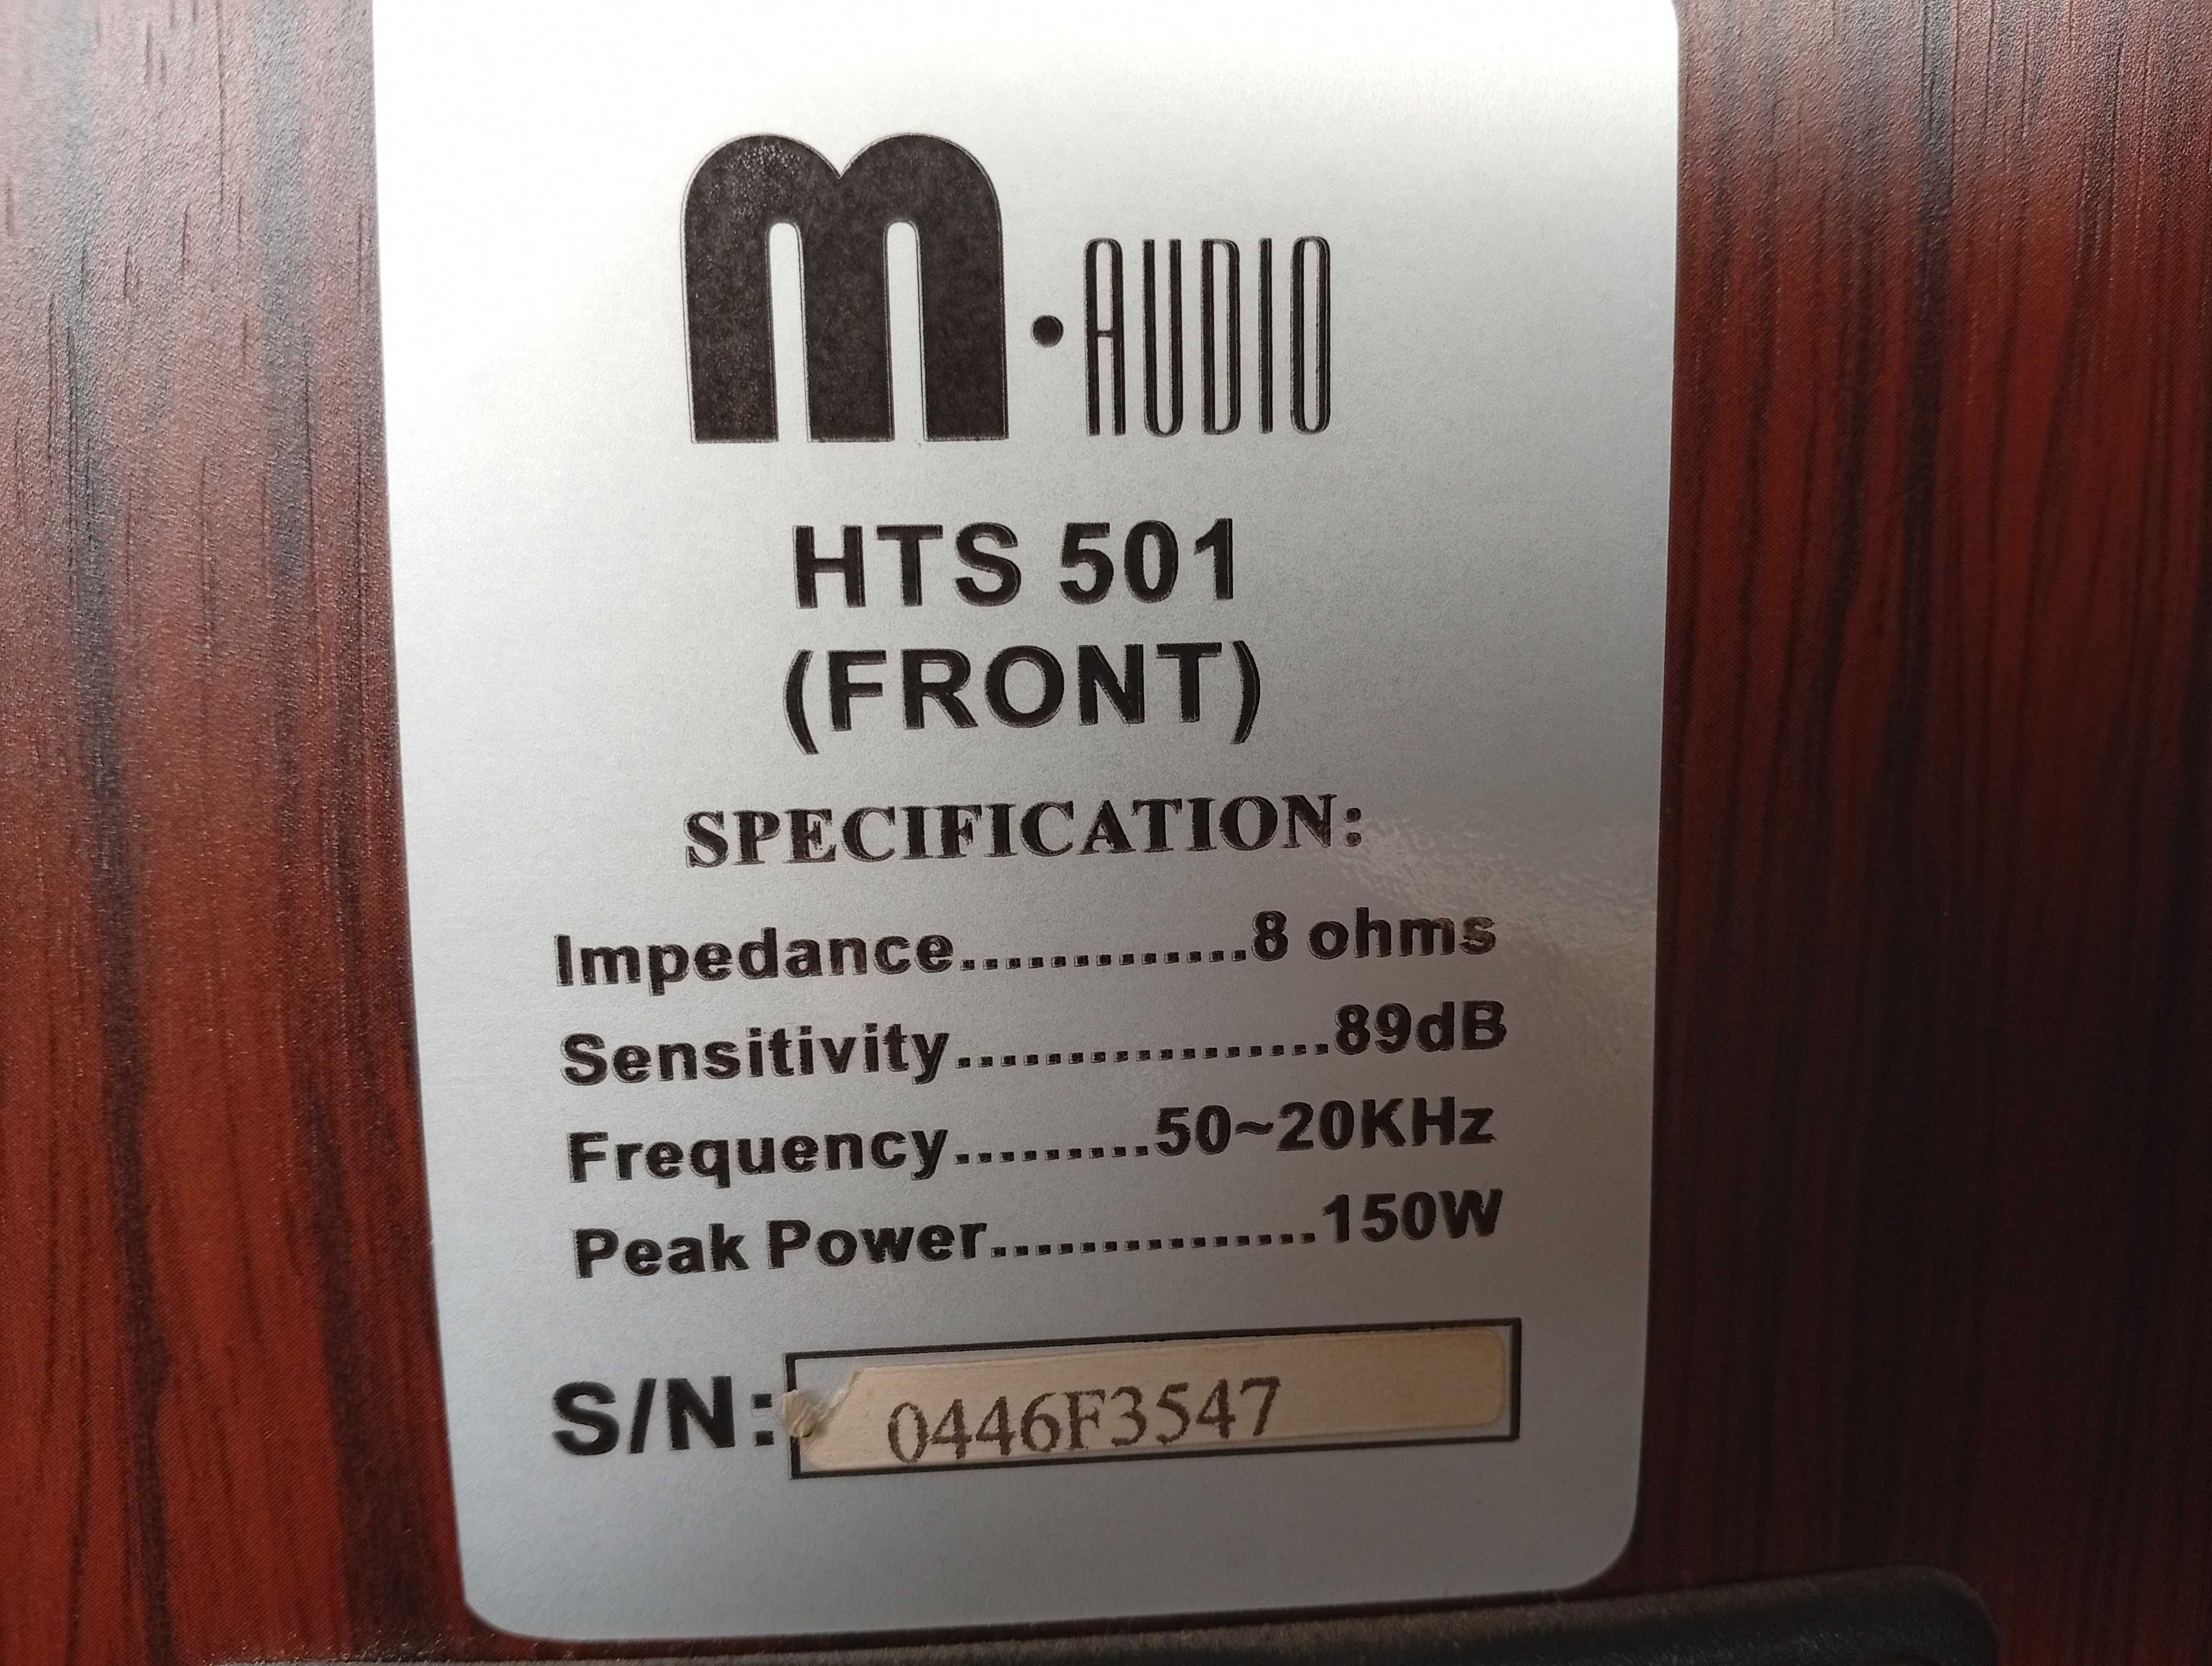 m·AUDIO
HTS 501
(FRONT)
SPECIFICATION:
Impedance.............8 ohms
Sensitivity.................89dB
Frequency.........50~20KHz
Peak Power...............150W
S/N: 0446F3547